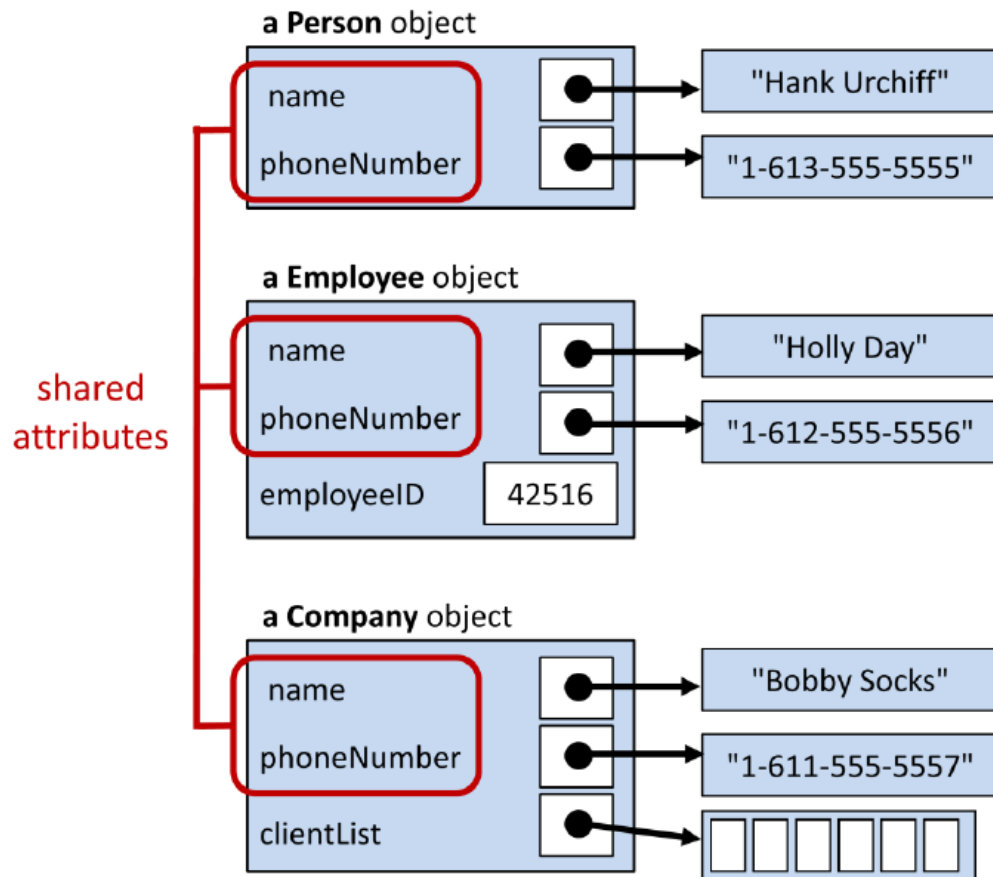 a Person object
name
"Hank Urchiff"
phoneNumber
"1-613-555-5555"
a Employee object
name
"Holly Day"
shared
attributes
phoneNumber
"1-612-555-5556"
employeeID
42516
a Company object
name
"Bobby Socks"
phoneNumber
"1-611-555-5557"
clientList